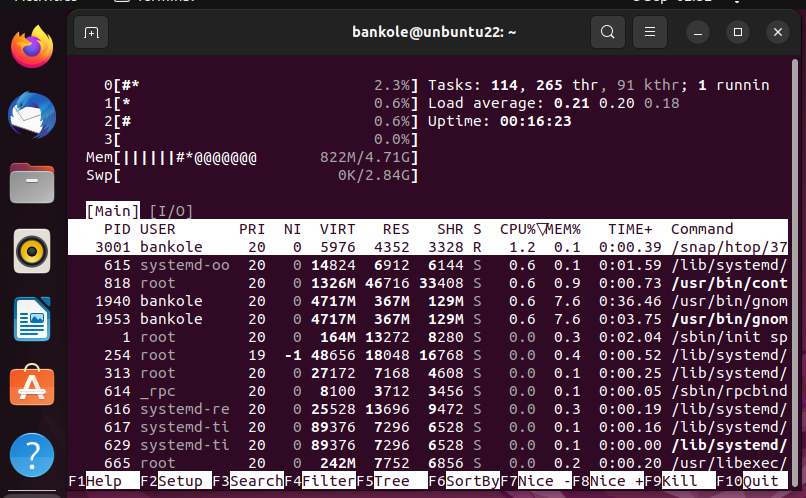 bankole@unbuntu22: ~
0[#* 2.3%] Tasks: 114, 265 thr, 91 kthr; 1 runnin
1[* 0.6%] Load average: 0.21 0.20 0.18
2[# 0.6%] Uptime: 00:16:23
3[ 0.0%]
Mem[||||||#*@@@@@@@ 822M/4.71G]
Swp[ 0K/2.84G]
[Main] [I/O]
PID USER PRI NI VIRT RES SHR S CPU%▽MEM% TIME+ Command
3001 bankole 20 0 5976 4352 3328 R 1.2 0.1 0:00.39 /snap/htop/37
615 systemd-oo 20 0 14824 6912 6144 S 0.6 0.1 0:01.59 /lib/systemd/
818 root 20 0 1326M 46716 33408 S 0.6 0.9 0:00.73 /usr/bin/cont
1940 bankole 20 0 4717M 367M 129M S 0.6 7.6 0:36.46 /usr/bin/gnom
1953 bankole 20 0 4717M 367M 129M S 0.6 7.6 0:03.75 /usr/bin/gnom
1 root 20 0 164M 13272 8280 S 0.0 0.3 0:02.04 /sbin/init sp
254 root 19 -1 48656 18048 16768 S 0.0 0.4 0:00.52 /lib/systemd/
313 root 20 0 27172 7168 4608 S 0.0 0.1 0:00.25 /lib/systemd/
614 _rpc 20 0 8100 3712 3456 S 0.0 0.1 0:00.05 /sbin/rpcbind
616 systemd-re 20 0 25528 13696 9472 S 0.0 0.3 0:00.19 /lib/systemd/
617 systemd-ti 20 0 89376 7296 6528 S 0.0 0.1 0:00.16 /lib/systemd/
629 systemd-ti 20 0 89376 7296 6528 S 0.0 0.1 0:00.00 /lib/systemd/
665 root 20 0 242M 7752 6856 S 0.0 0.2 0:00.20 /usr/libexec/
F1Help F2Setup F3SearchF4FilterF5Tree F6SortByF7Nice -F8Nice +F9Kill F10Quit